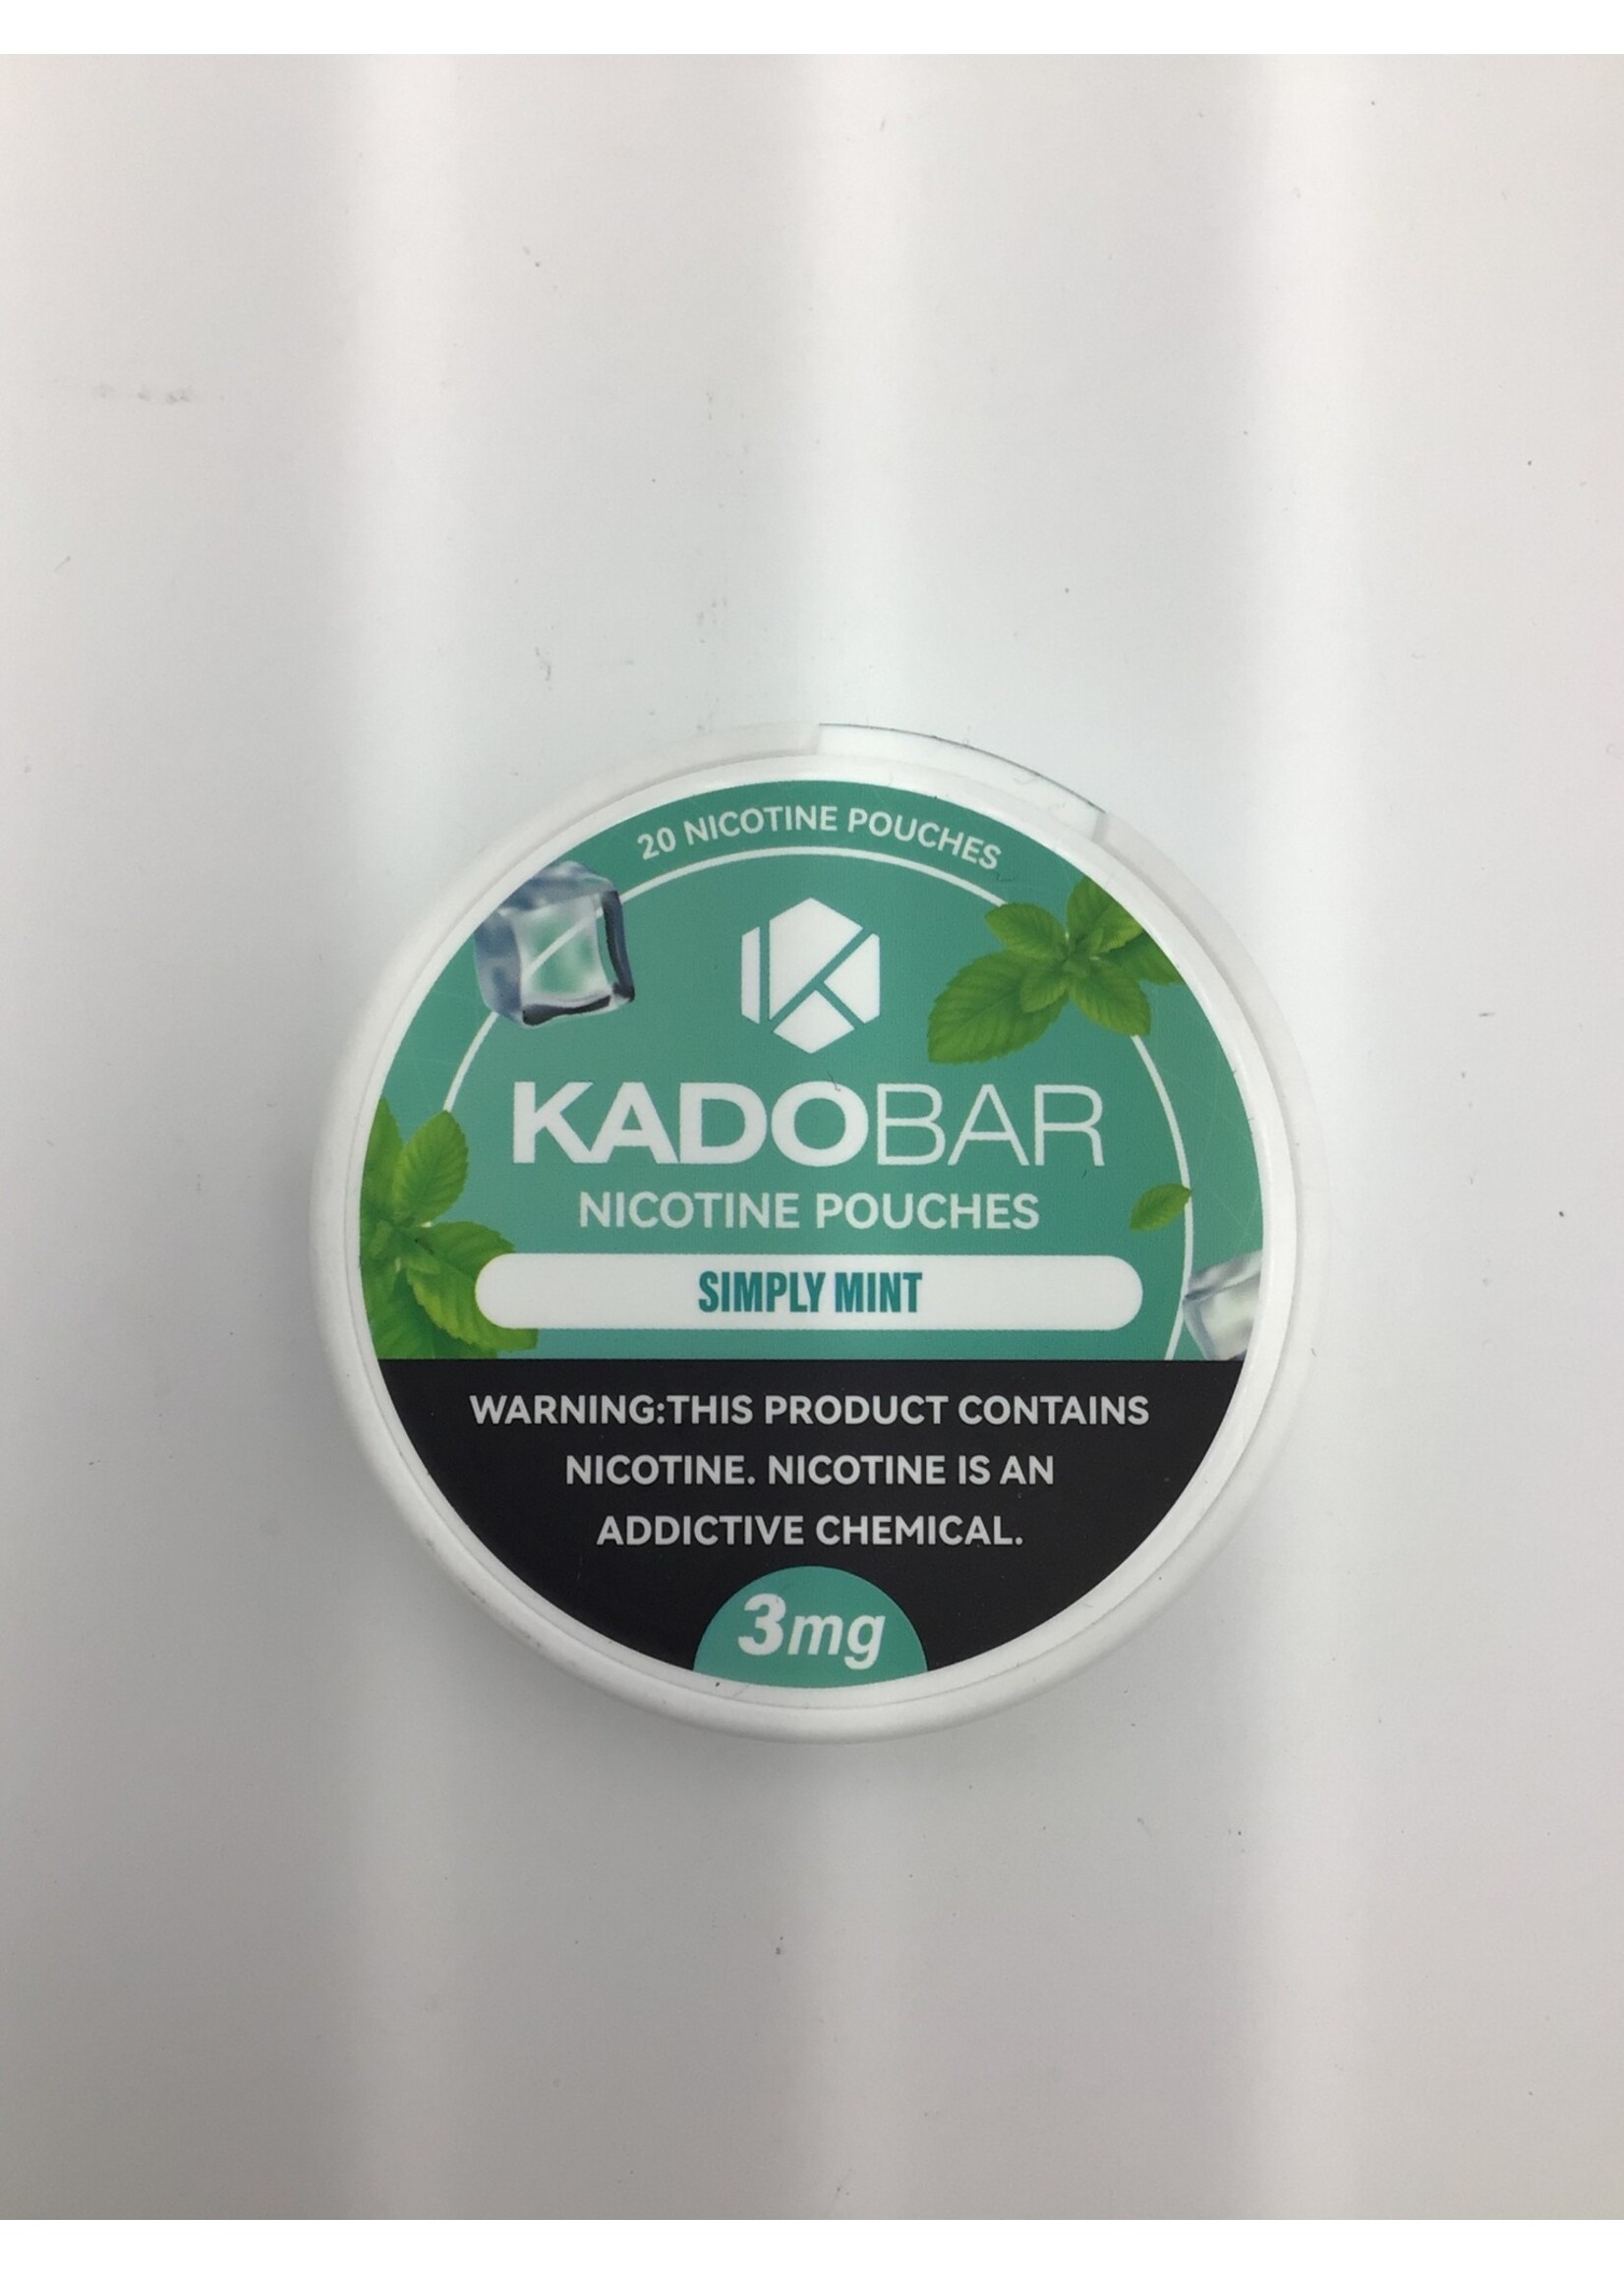 20 NICOTINE POUCHES
KADOBAR
NICOTINE POUCHES
SIMPLY MINT
WARNING:THIS PRODUCT CONTAINS
NICOTINE. NICOTINE IS AN
ADDICTIVE CHEMICAL.
3mg